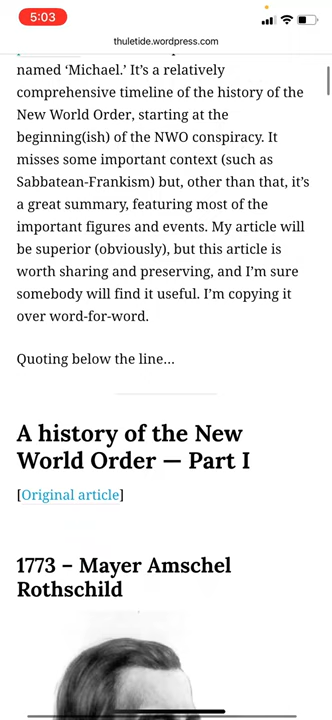 5:03
thuletide.wordpress.com
named ‘Michael.’ It’s a relatively
comprehensive timeline of the history of the
New World Order, starting at the
beginning(ish) of the NWO conspiracy. It
misses some important context (such as
Sabbatean-Frankism) but, other than that, it’s
a great summary, featuring most of the
important figures and events. My article will
be superior (obviously), but this article is
worth sharing and preserving, and I’m sure
somebody will find it useful. I’m copying it
over word-for-word.
Quoting below the line…
A history of the New
World Order — Part I
[Original article]
1773 – Mayer Amschel
Rothschild